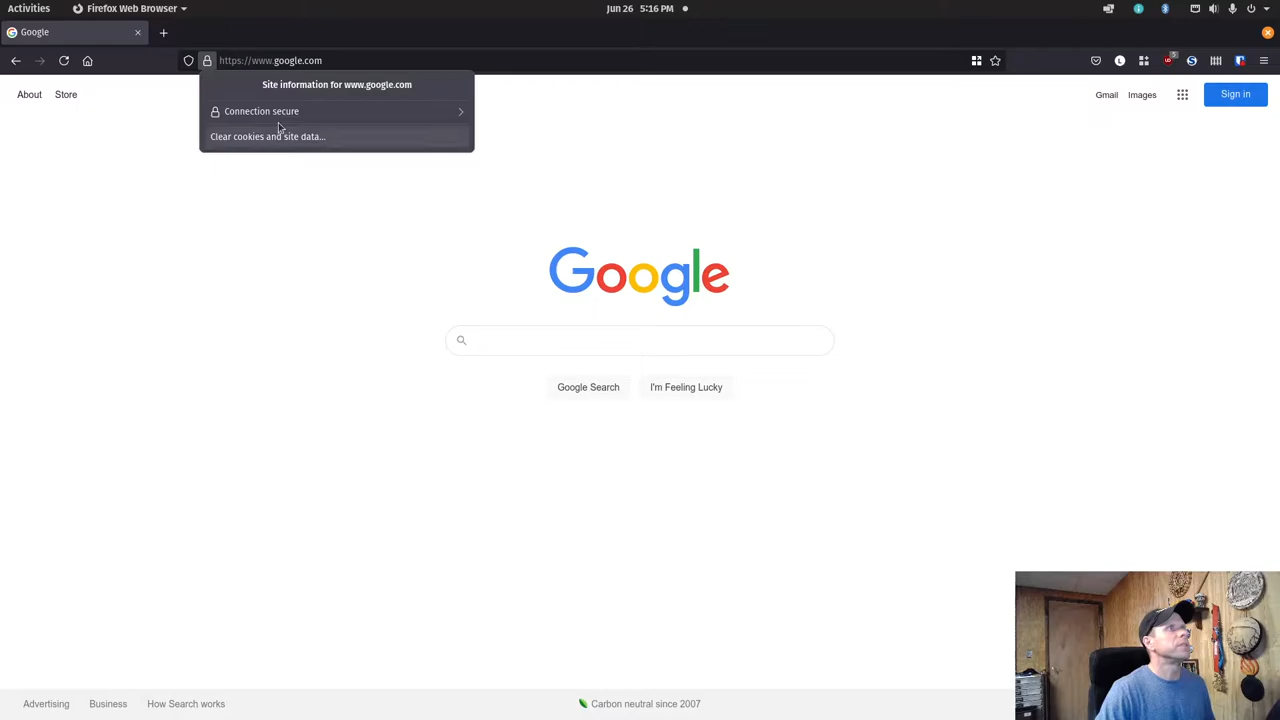 Activities Firefox Web Browser Jun 26 5:16 PM
Google
https://www.google.com 5
Site information for www.google.com
Connection secure
Clear cookies and site data...
About Store Gmail Images Sign in
Google
Google Search I'm Feeling Lucky
Advertising Business How Search works Carbon neutral since 2007